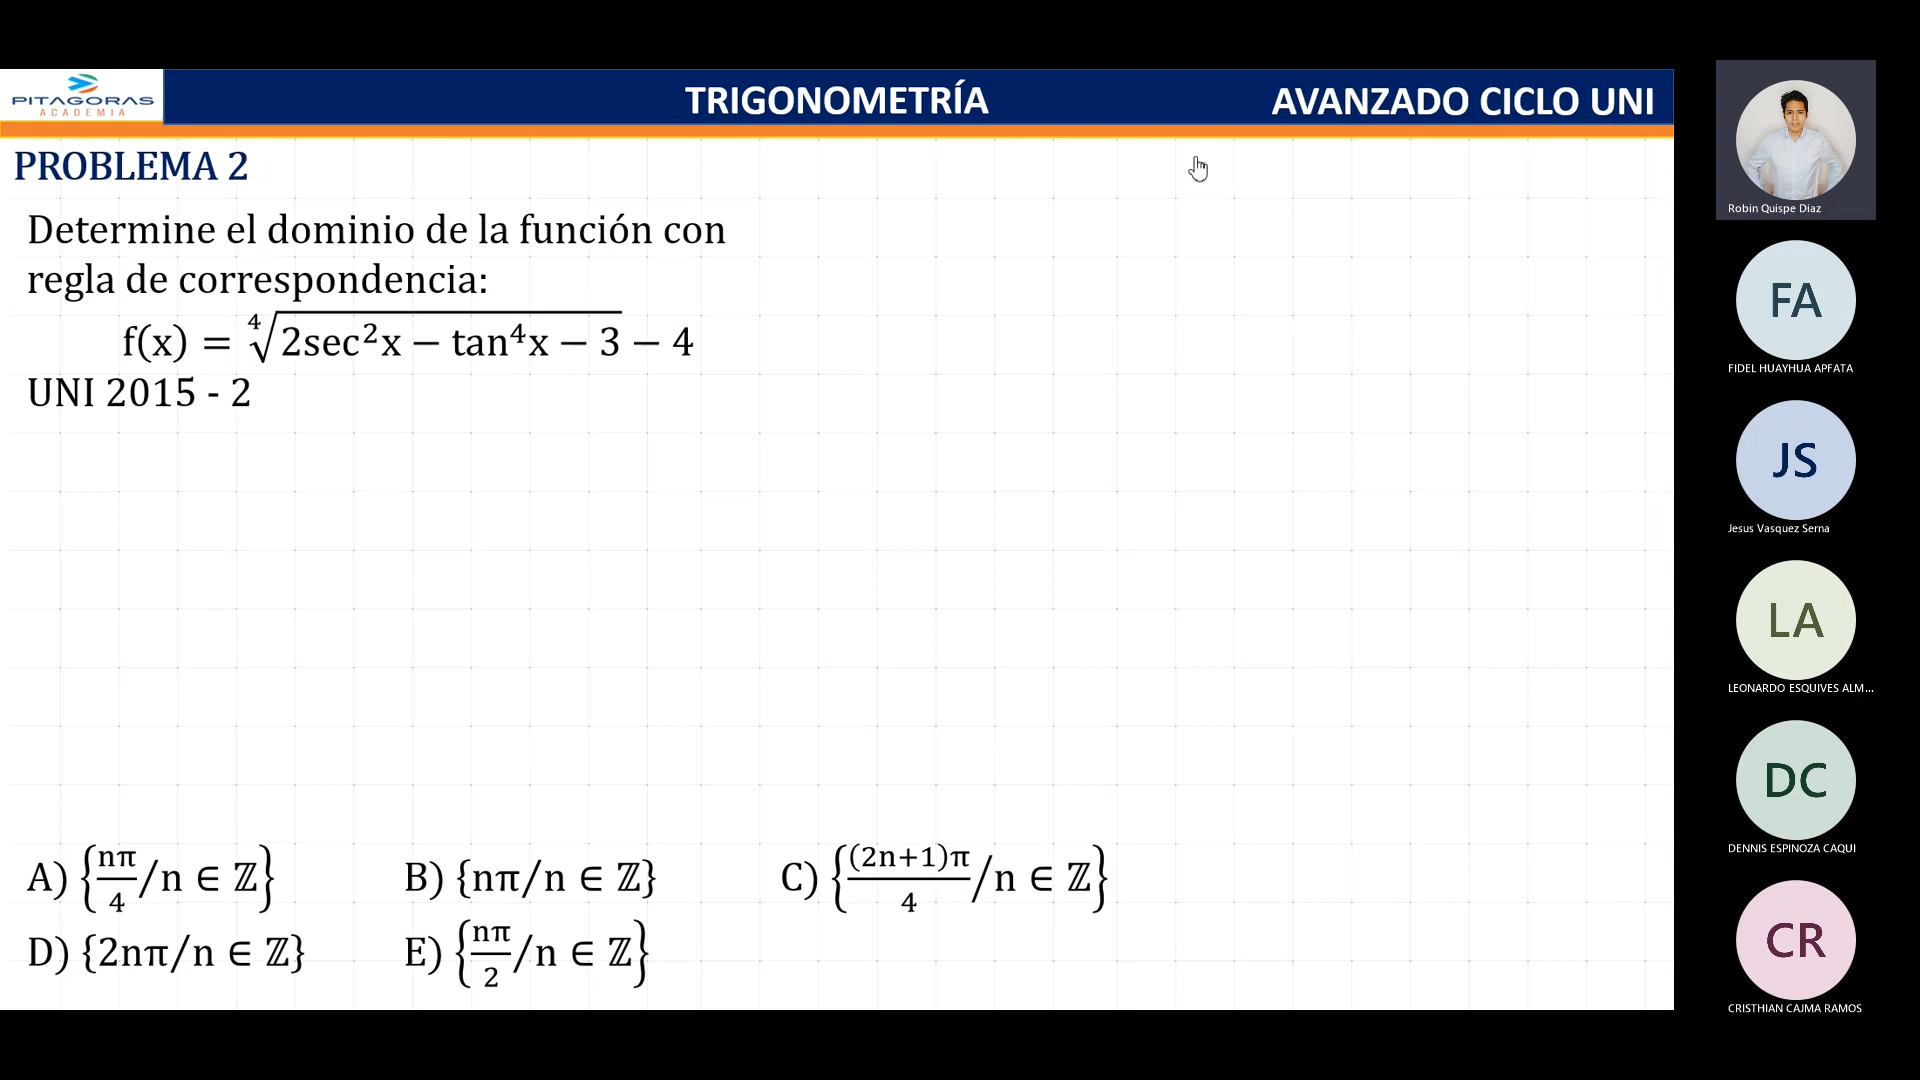 PITAGORAS
ACADEMIA
TRIGONOMETRÍA
AVANZADO CICLO UNI
PROBLEMA 2
Determine el dominio de la función con
regla de correspondencia:
f(x) = ∜(2sec²x − tan⁴x − 3) − 4
UNI 2015 - 2
A) {nπ/4 /n ∈ ℤ}
B) {nπ/n ∈ ℤ}
C) {(2n+1)π/4 /n ∈ ℤ}
D) {2nπ/n ∈ ℤ}
E) {nπ/2 /n ∈ ℤ}
Robin Quispe Diaz
FA
FIDEL HUAYHUA APFATA
JS
Jesus Vasquez Serna
LA
LEONARDO ESQUIVES ALM...
DC
DENNIS ESPINOZA CAQUI
CR
CRISTHIAN CAJMA RAMOS